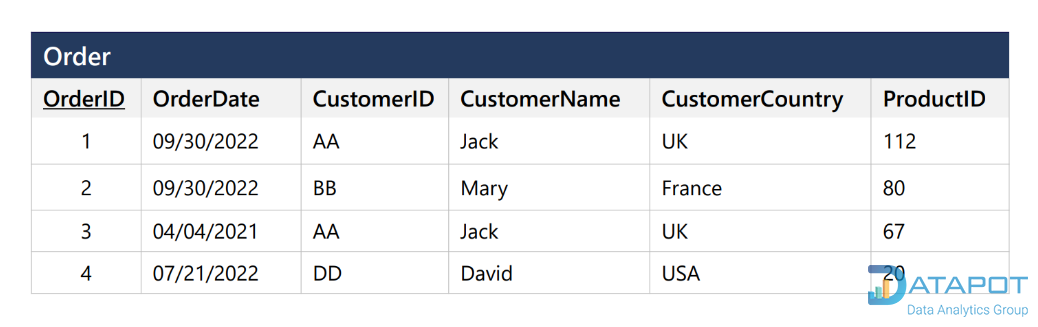 Order
OrderID OrderDate CustomerID CustomerName CustomerCountry ProductID
1 09/30/2022 AA Jack UK 112
2 09/30/2022 BB Mary France 80
3 04/04/2021 AA Jack UK 67
4 07/21/2022 DD David USA 20
DATAPOT
Data Analytics Group